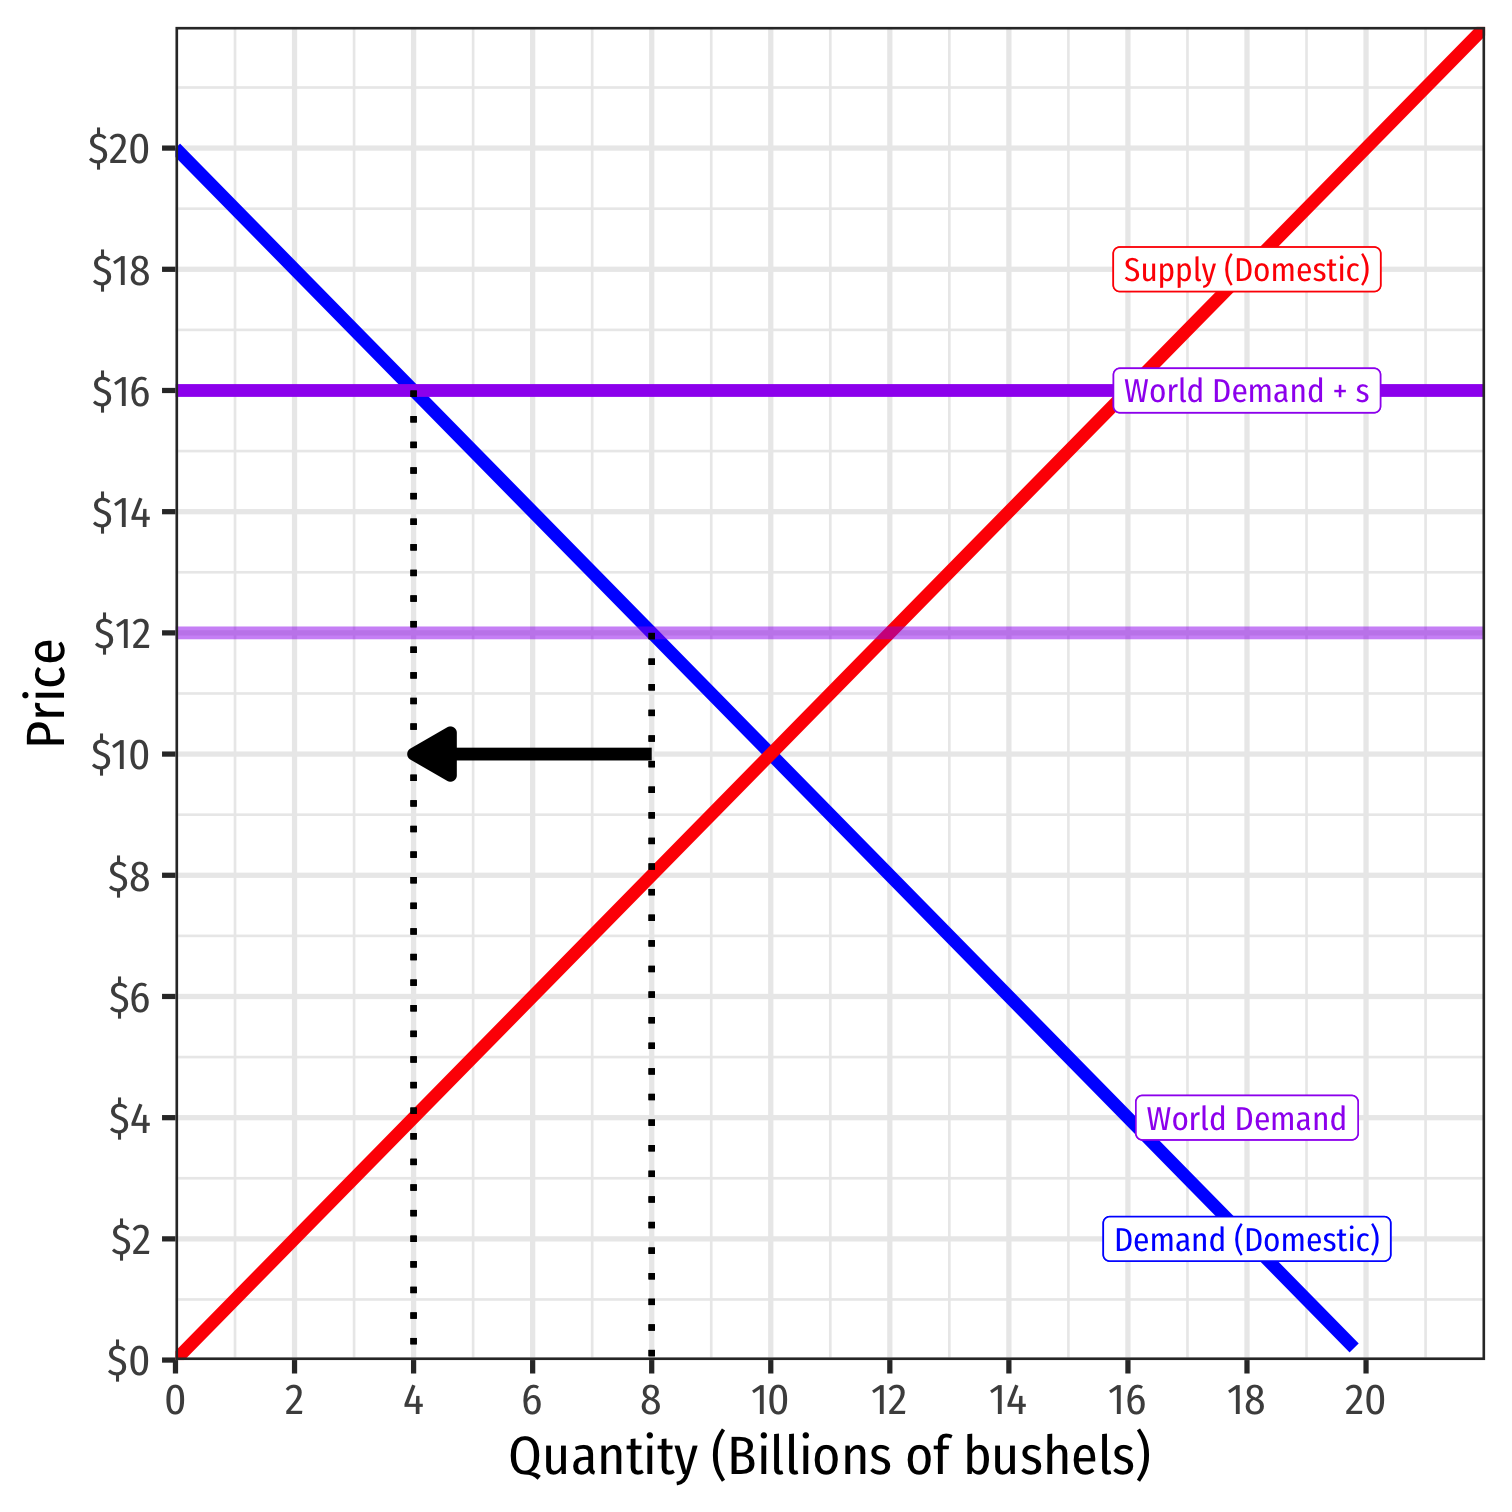 $20
$18
Supply (Domestic)
$16
World Demand + s
$14
$12
Price
$10
$8
$6
$4
World Demand
$2
Demand (Domestic)
$0
0 2 4 6 8 10 12 14 16 18 20
Quantity (Billions of bushels)